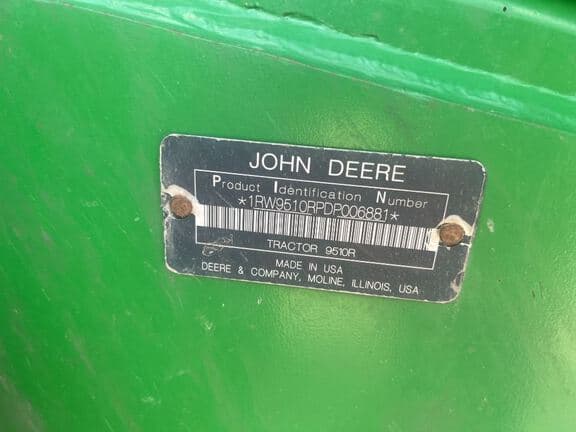 JOHN DEERE
Product Identification Number
*1RW9510RPDP006881*
TRACTOR 9510R
MADE IN USA
DEERE & COMPANY, MOLINE, ILLINOIS, USA